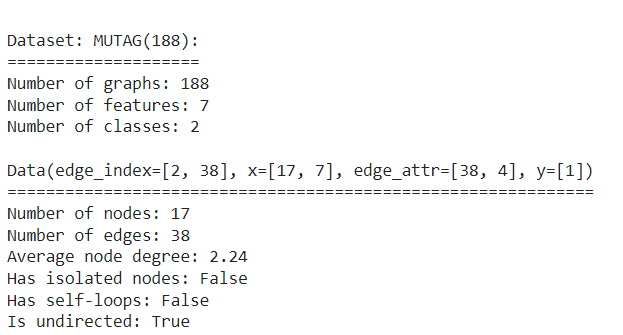 Dataset: MUTAG(188):
====================
Number of graphs: 188
Number of features: 7
Number of classes: 2
Data(edge_index=[2, 38], x=[17, 7], edge_attr=[38, 4], y=[1])
=============================================================
Number of nodes: 17
Number of edges: 38
Average node degree: 2.24
Has isolated nodes: False
Has self-loops: False
Is undirected: True